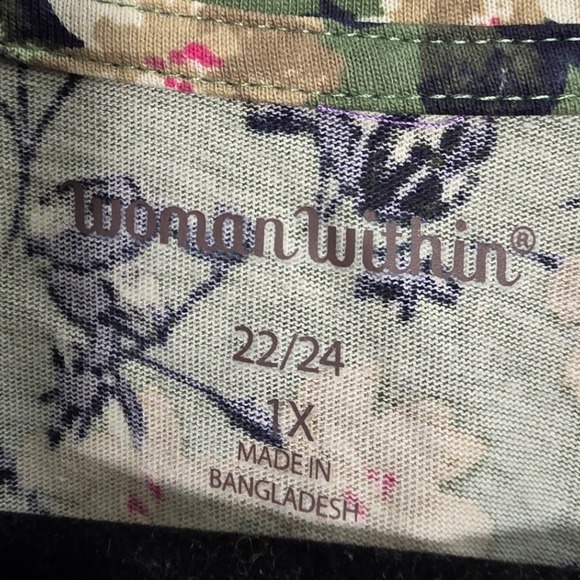 Woman Within®
22/24
1X
MADE IN
BANGLADESH